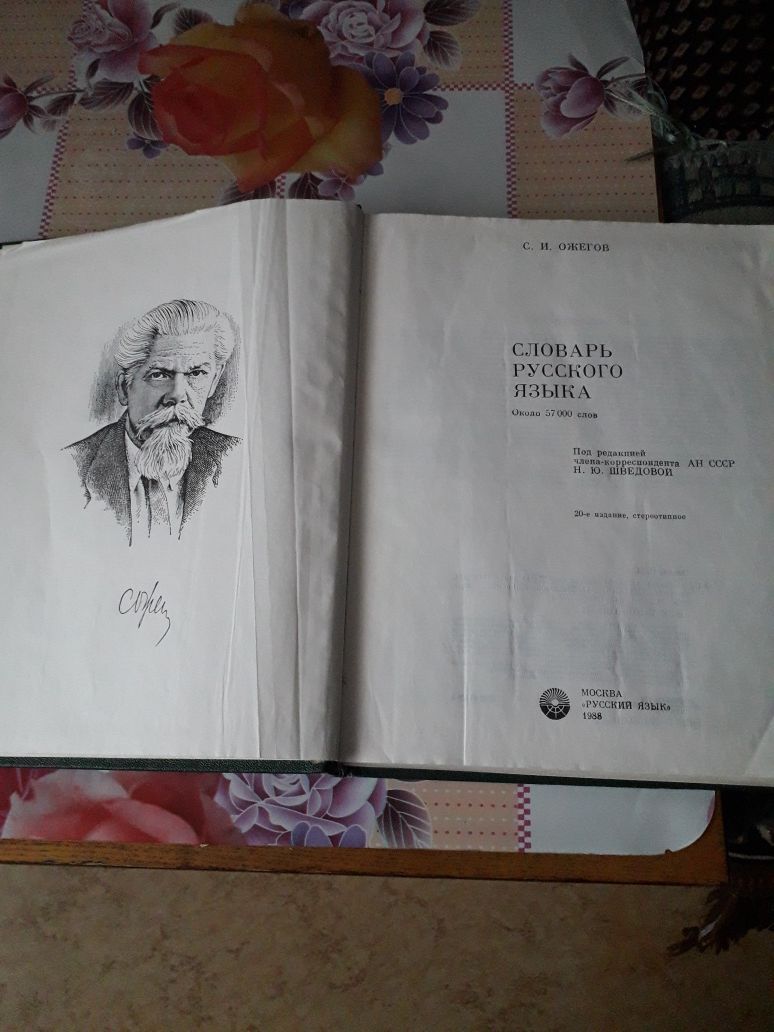 С. И. ОЖЕГОВ
СЛОВАРЬ
РУССКОГО
ЯЗЫКА
Около 57 000 слов
Под редакцией
члена-корреспондента АН СССР
Н. Ю. ШВЕДОВОЙ
20-е издание, стереотипное
МОСКВА
«РУССКИЙ ЯЗЫК»
1988